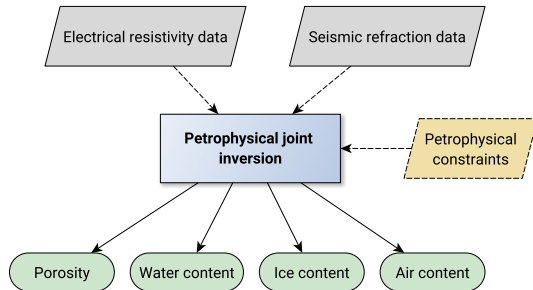 Electrical resistivity data
Seismic refraction data
Petrophysical joint
inversion
Petrophysical
constraints
Porosity
Water content
Ice content
Air content